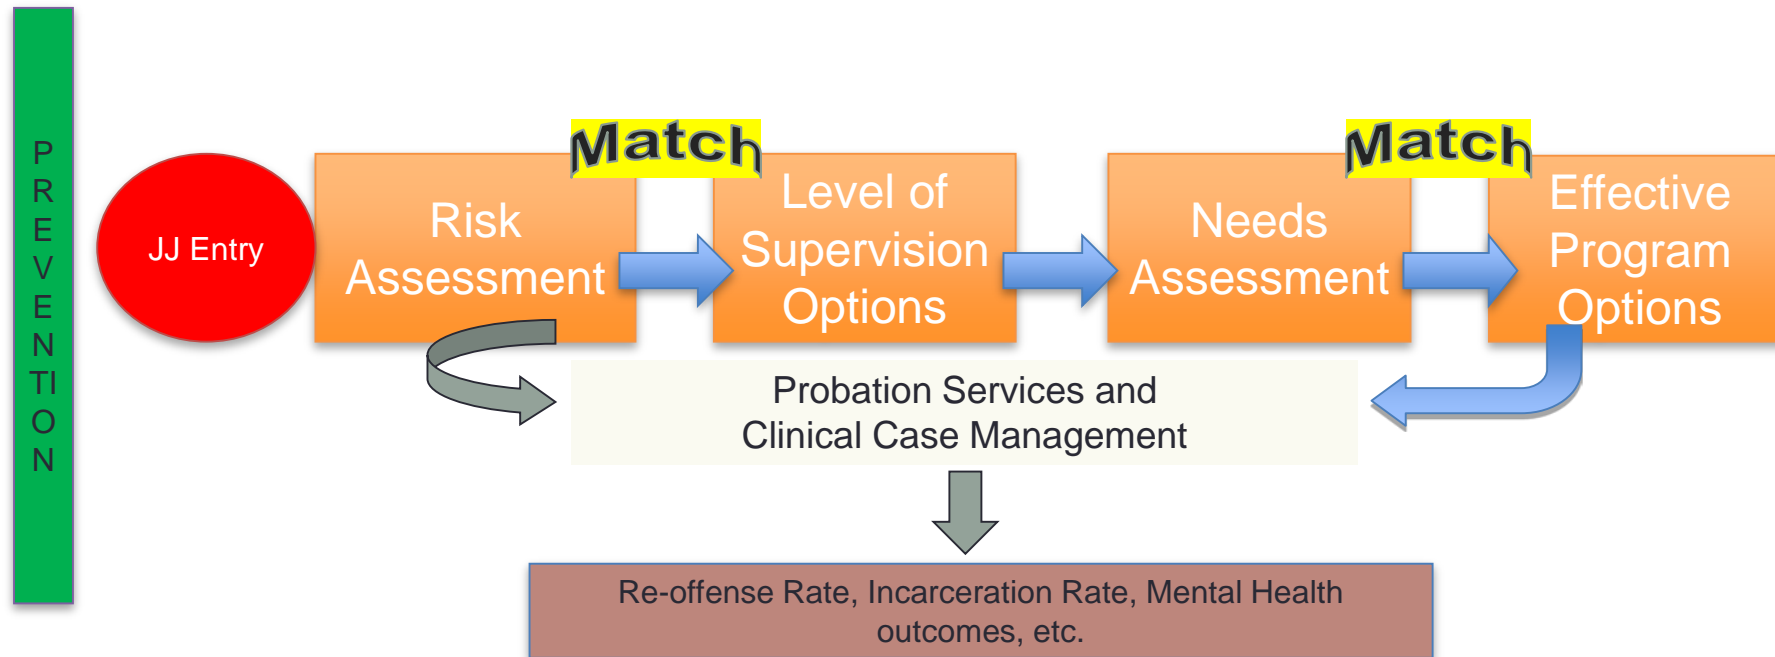 P
R
E
V
E
N
TI
O
N
JJ Entry
Risk
Assessment
Match
Level of
Supervision
Options
Needs
Assessment
Match
Effective
Program
Options
Probation Services and
Clinical Case Management
Re-offense Rate, Incarceration Rate, Mental Health
outcomes, etc.